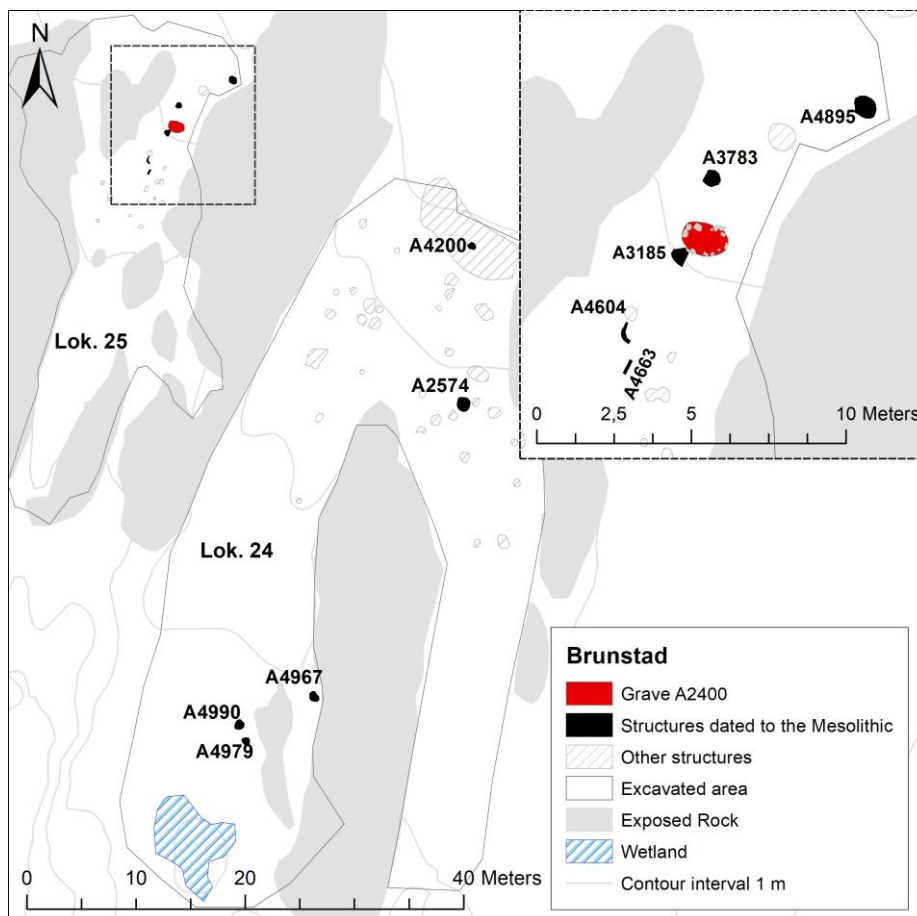 N
A4895
A3783
A3185
A4604
A4663
0 2,5 5 10 Meters
A4200
A2574
Lok. 25
Lok. 24
A4967
A4990
A4979
0 10 20 40 Meters
Brunstad
Grave A2400
Structures dated to the Mesolithic
Other structures
Excavated area
Exposed Rock
Wetland
Contour interval 1 m